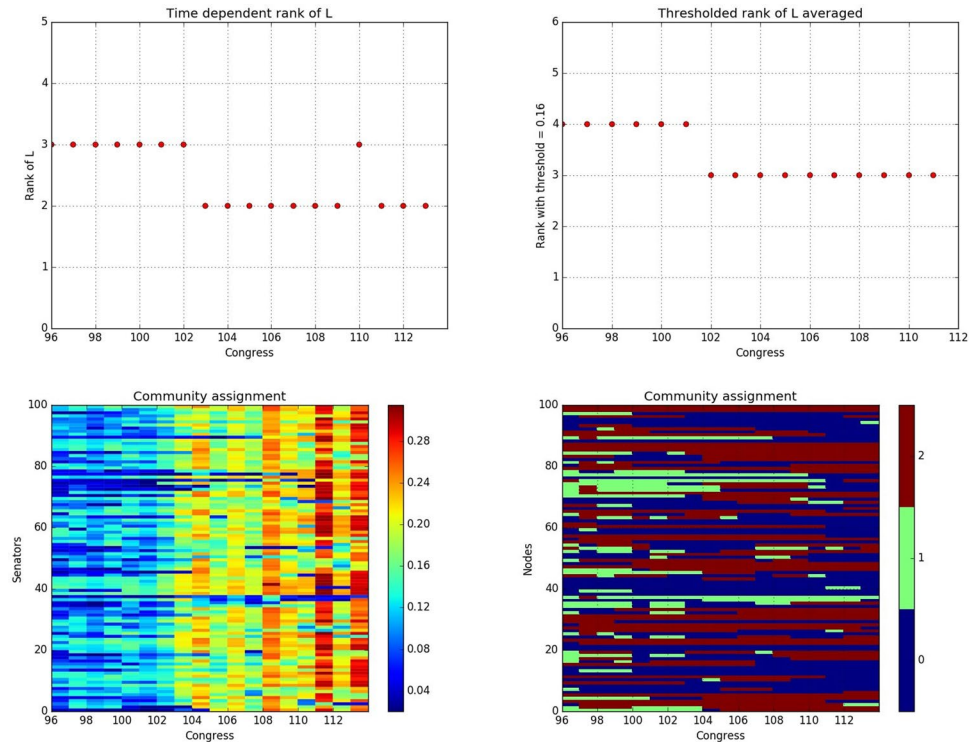 Time dependent rank of L
5
4
3
2
1
0
Rank of L
96 98 100 102 104 106 108 110 112
Congress
Thresholded rank of L averaged
6
5
4
3
2
1
0
Rank with threshold = 0.16
96 98 100 102 104 106 108 110 112
Congress
Community assignment
100
80
60
40
20
0
Senators
96 98 100 102 104 106 108 110 112
Congress
0.28
0.24
0.20
0.16
0.12
0.08
0.04
Community assignment
100
80
60
40
20
0
Nodes
96 98 100 102 104 106 108 110 112
Congress
2
1
0